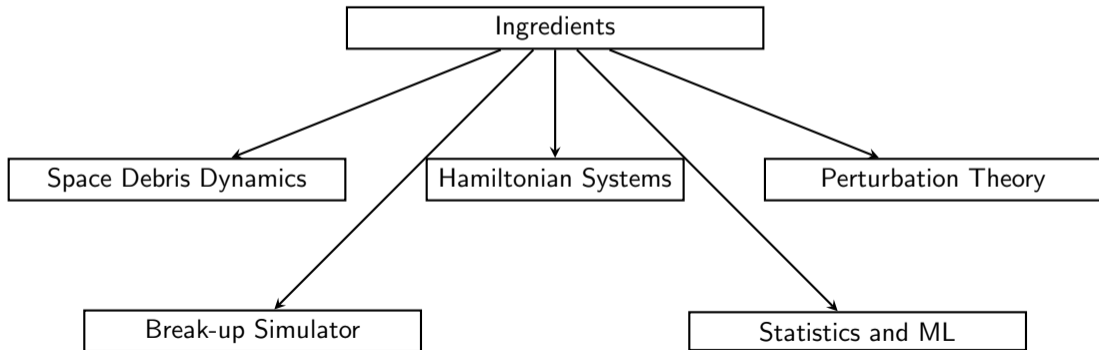 Ingredients
Space Debris Dynamics
Hamiltonian Systems
Perturbation Theory
Break-up Simulator
Statistics and ML